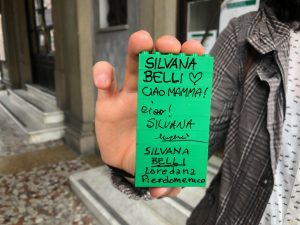 SILVANA
BELLI ♡
CIAO MAMMA!
ciao!
SILVANA
SILVANA
BELLI
Loredana
Pierdomenico